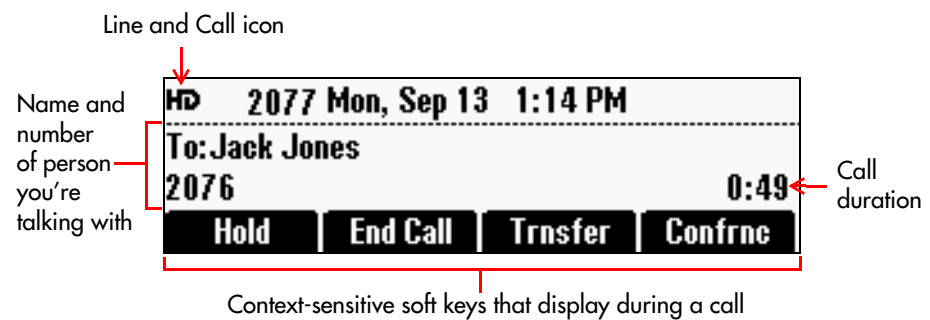 Line and Call icon
HD 2077 Mon, Sep 13 1:14 PM
Name and
number
of person
you're
talking with
To:Jack Jones
2076 0:49
Call
duration
Hold End Call Trnsfer Confrnc
Context-sensitive soft keys that display during a call